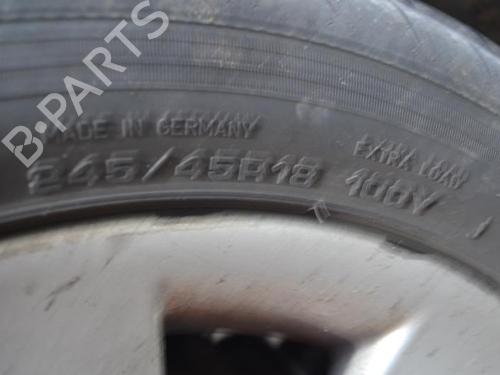 B-PARTS
MADE IN GERMANY
245/45R18 100Y
EXTRA LOAD